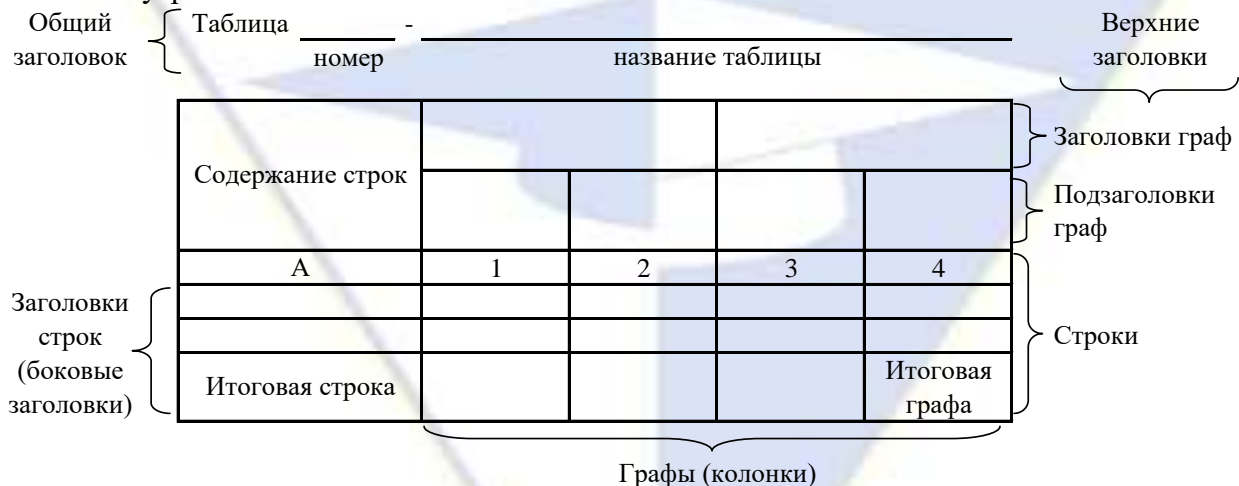 Общий
заголовок
Таблица -
номер
название таблицы
Верхние
заголовки
Содержание строк
Заголовки граф
Подзаголовки
граф
А 1 2 3 4
Заголовки
строк
(боковые
заголовки)
Строки
Итоговая строка
Итоговая
графа
Графы (колонки)